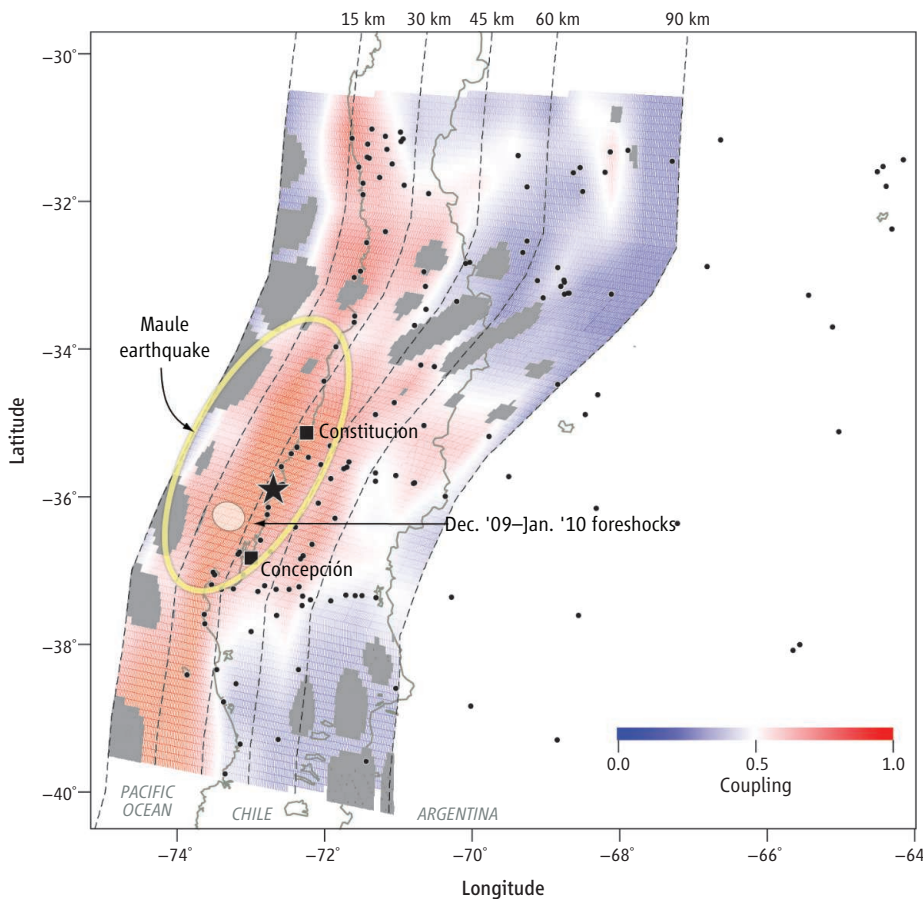 15 km 30 km 45 km 60 km 90 km
−30°
−32°
−34°
−36°
−38°
−40°
Latitude
Maule
earthquake
Constitucion
Dec. '09–Jan. '10 foreshocks
Concepción
0.0 0.5 1.0
Coupling
PACIFIC
OCEAN
CHILE
ARGENTINA
−74 −72 −70 −68 −66 −64
Longitude